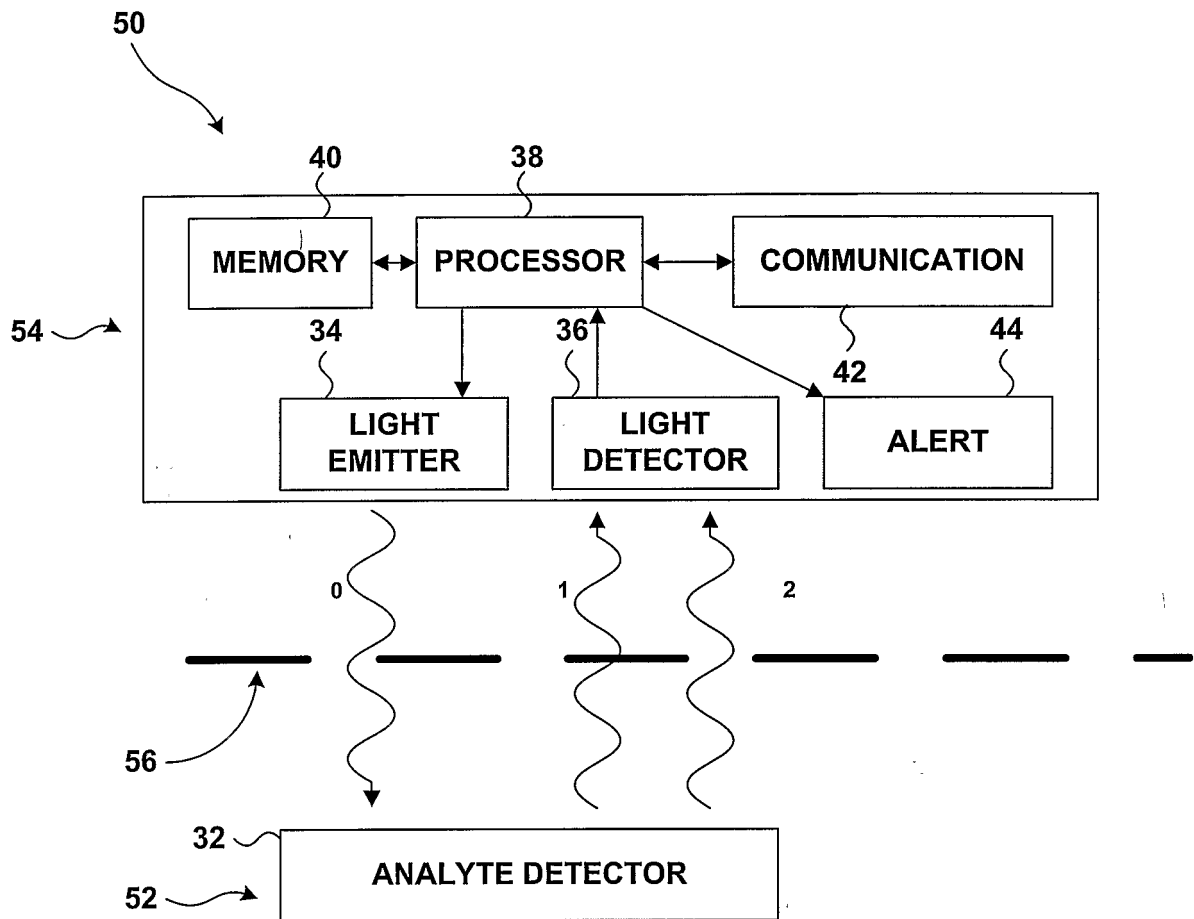 50
40
38
MEMORY
PROCESSOR
COMMUNICATION
54
34
36
42
44
LIGHT
EMITTER
LIGHT
DETECTOR
ALERT
0
1
2
56
32
ANALYTE DETECTOR
52